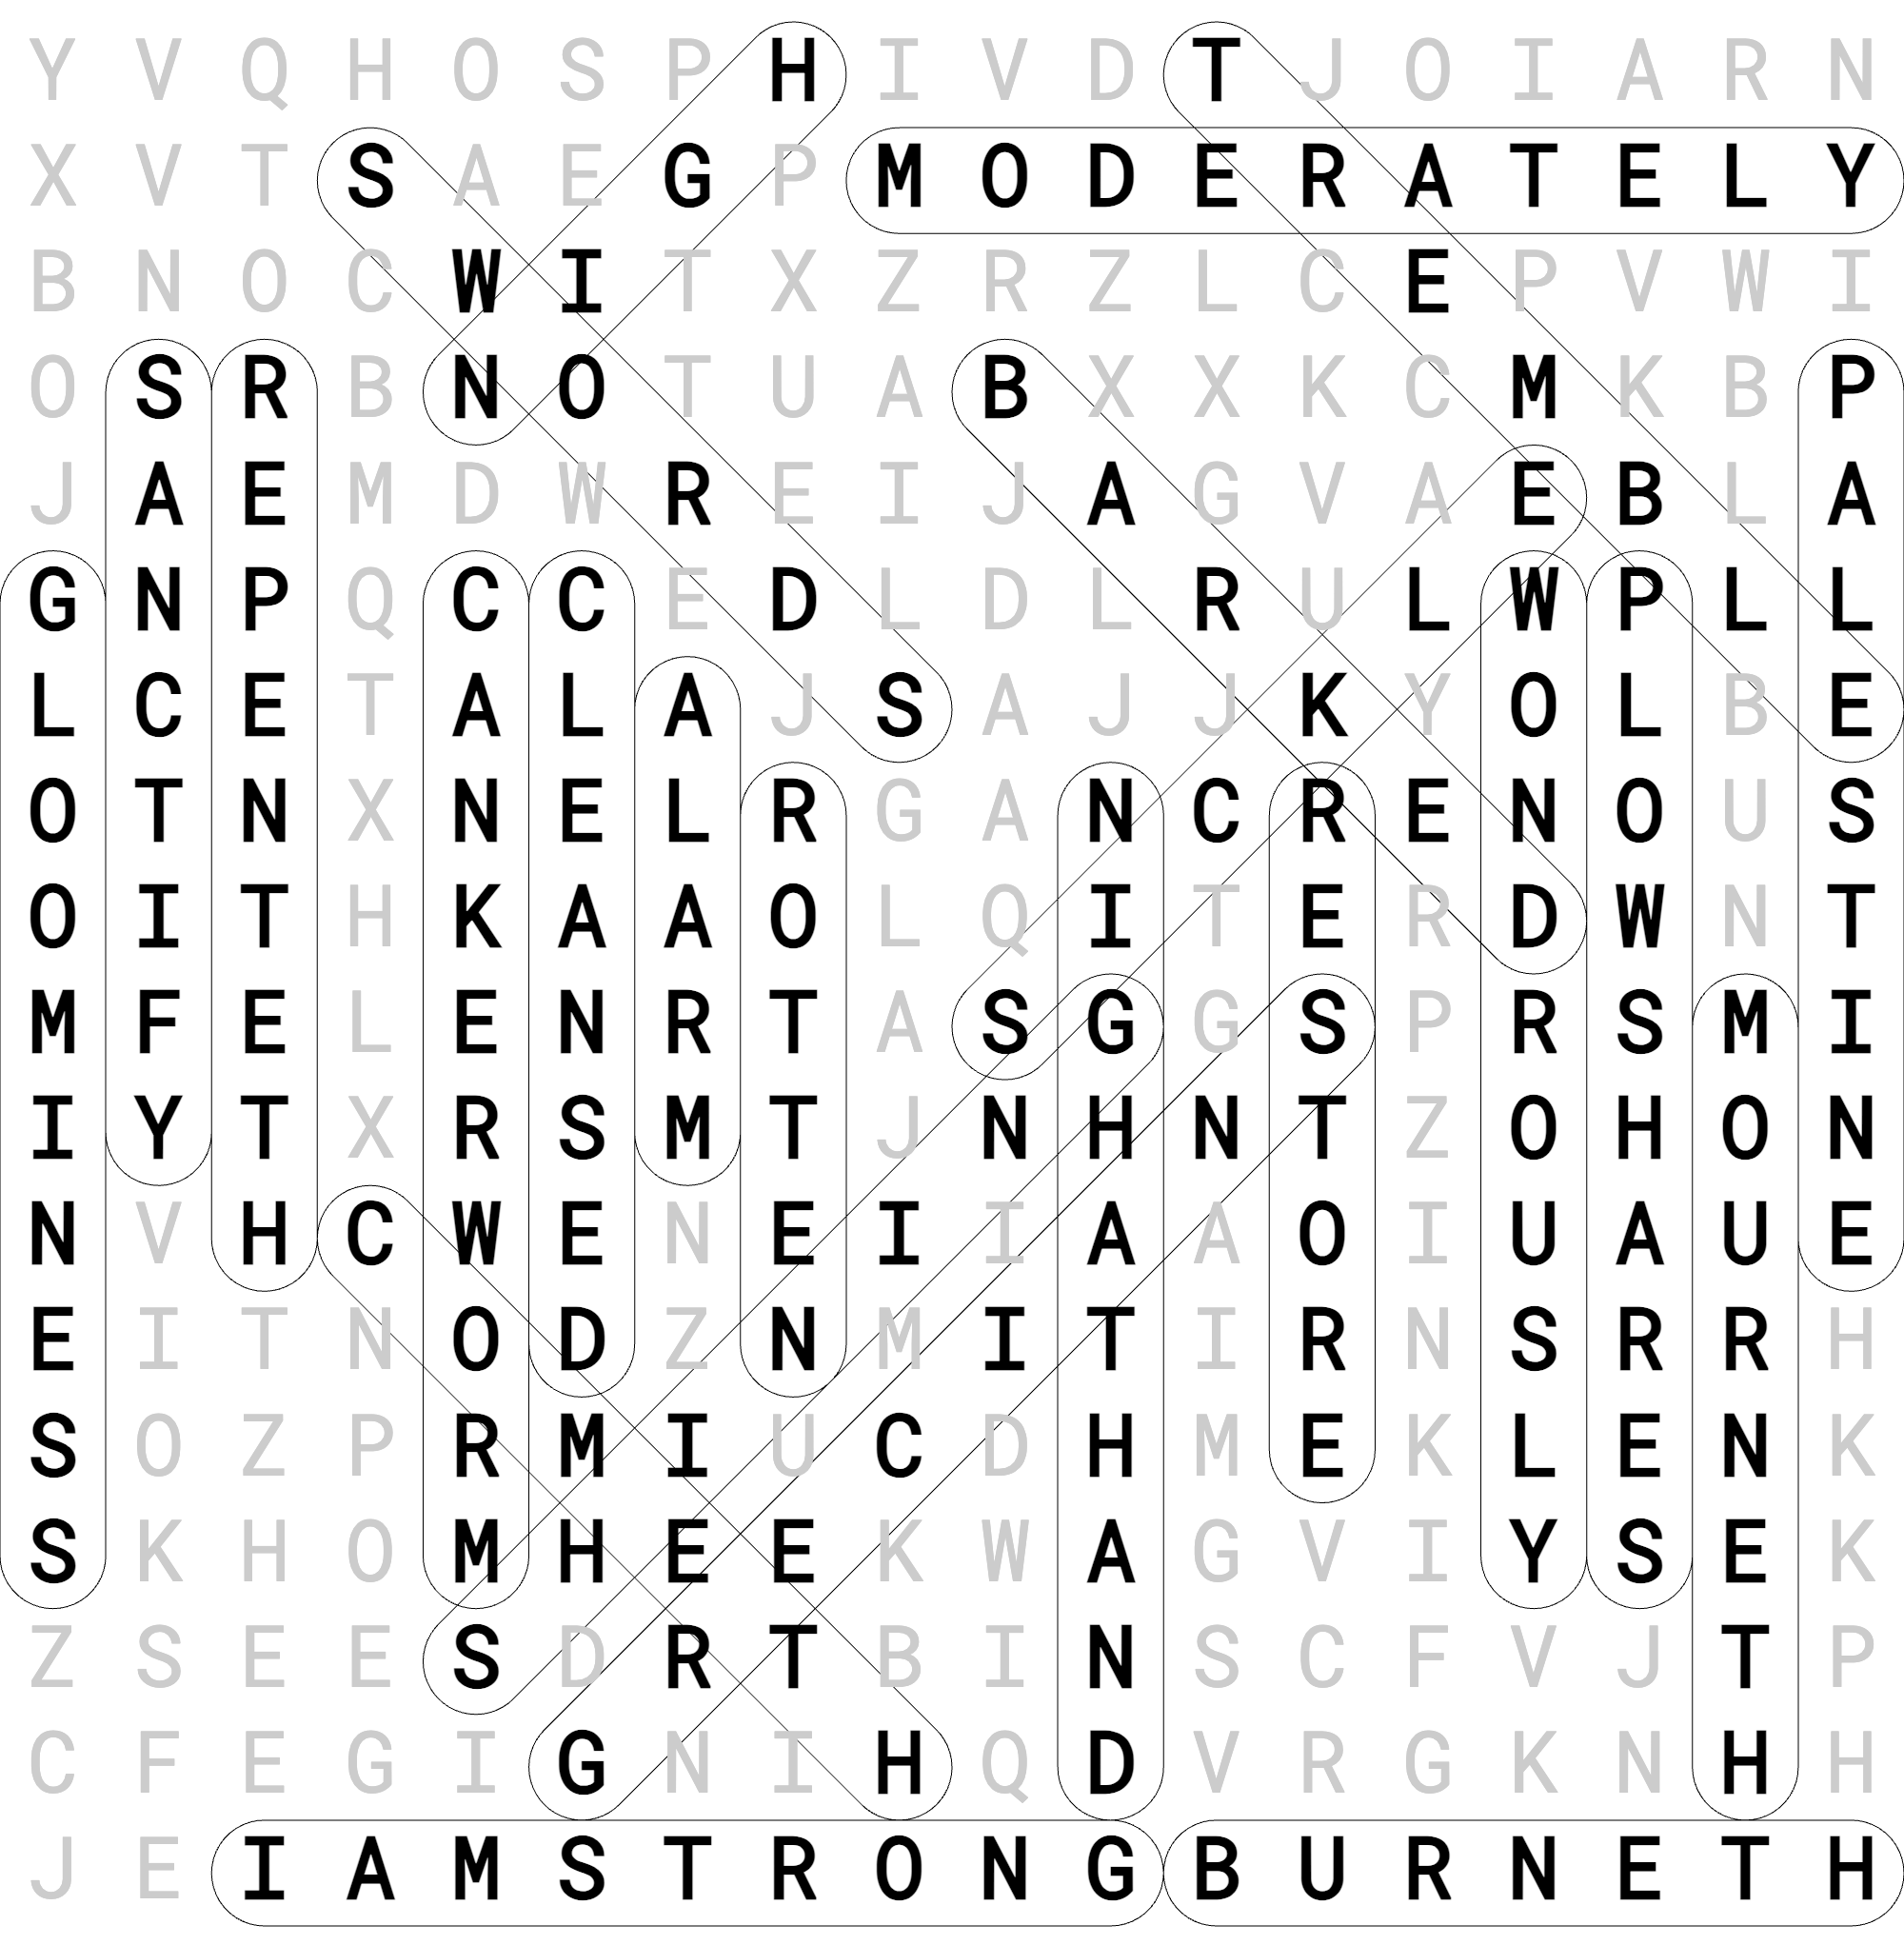 Y V Q H O S P H I V D T J O I A R N
X V T S A E G P M O D E R A T E L Y
B N O C W I T X Z R Z L C E P V W I
O S R B N O T U A B X X K C M K B P
J A E M D W R E I J A G V A E B L A
G N P Q C C E D L D L R U L W P L L
L C E T A L A J S A J J K Y O L B E
O T N X N E L R G A N C R E N O U S
O I T H K A A O L Q I T E R D W N T
M F E L E N R T A S G G S P R S M I
I Y T X R S M T J N H N T Z O H O N
N V H C W E N E I I A A O I U A U E
E I T N O D Z N M I T I R N S R R H
S O Z P R M I U C D H M E K L E N K
S K H O M H E E K W A G V I Y S E K
Z S E E S D R T B I N S C F V J T P
C F E G I G N I H Q D V R G K N H H
J E I A M S T R O N G B U R N E T H